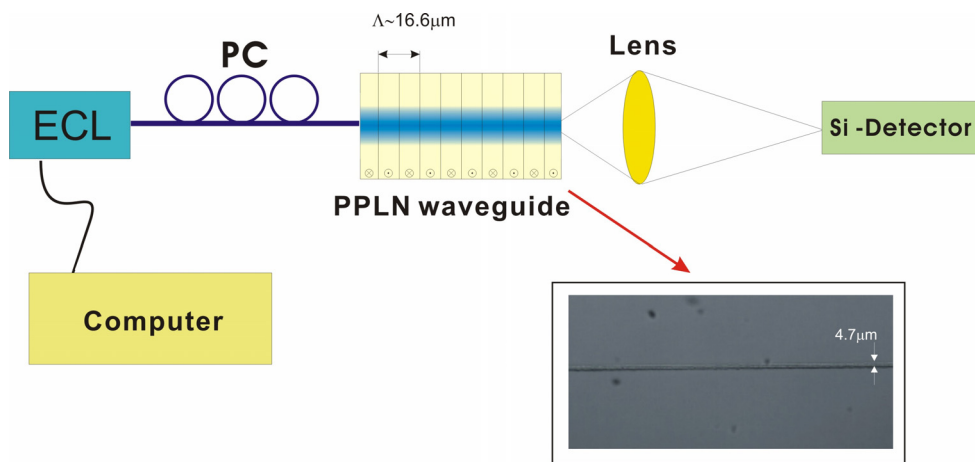 Λ~16.6μm
PC
Lens
ECL
Si -Detector
PPLN waveguide
Computer
4.7μm